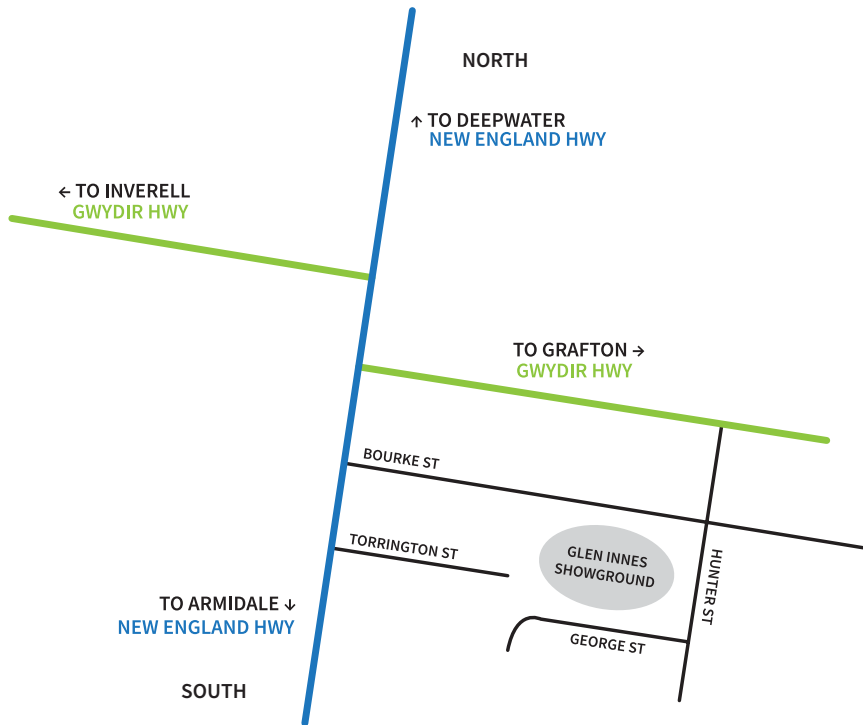 NORTH
↑ TO DEEPWATER
NEW ENGLAND HWY
← TO INVERELL
GWYDIR HWY
TO GRAFTON →
GWYDIR HWY
BOURKE ST
TORRINGTON ST
GLEN INNES
SHOWGROUND
HUNTER ST
TO ARMIDALE ↓
NEW ENGLAND HWY
GEORGE ST
SOUTH